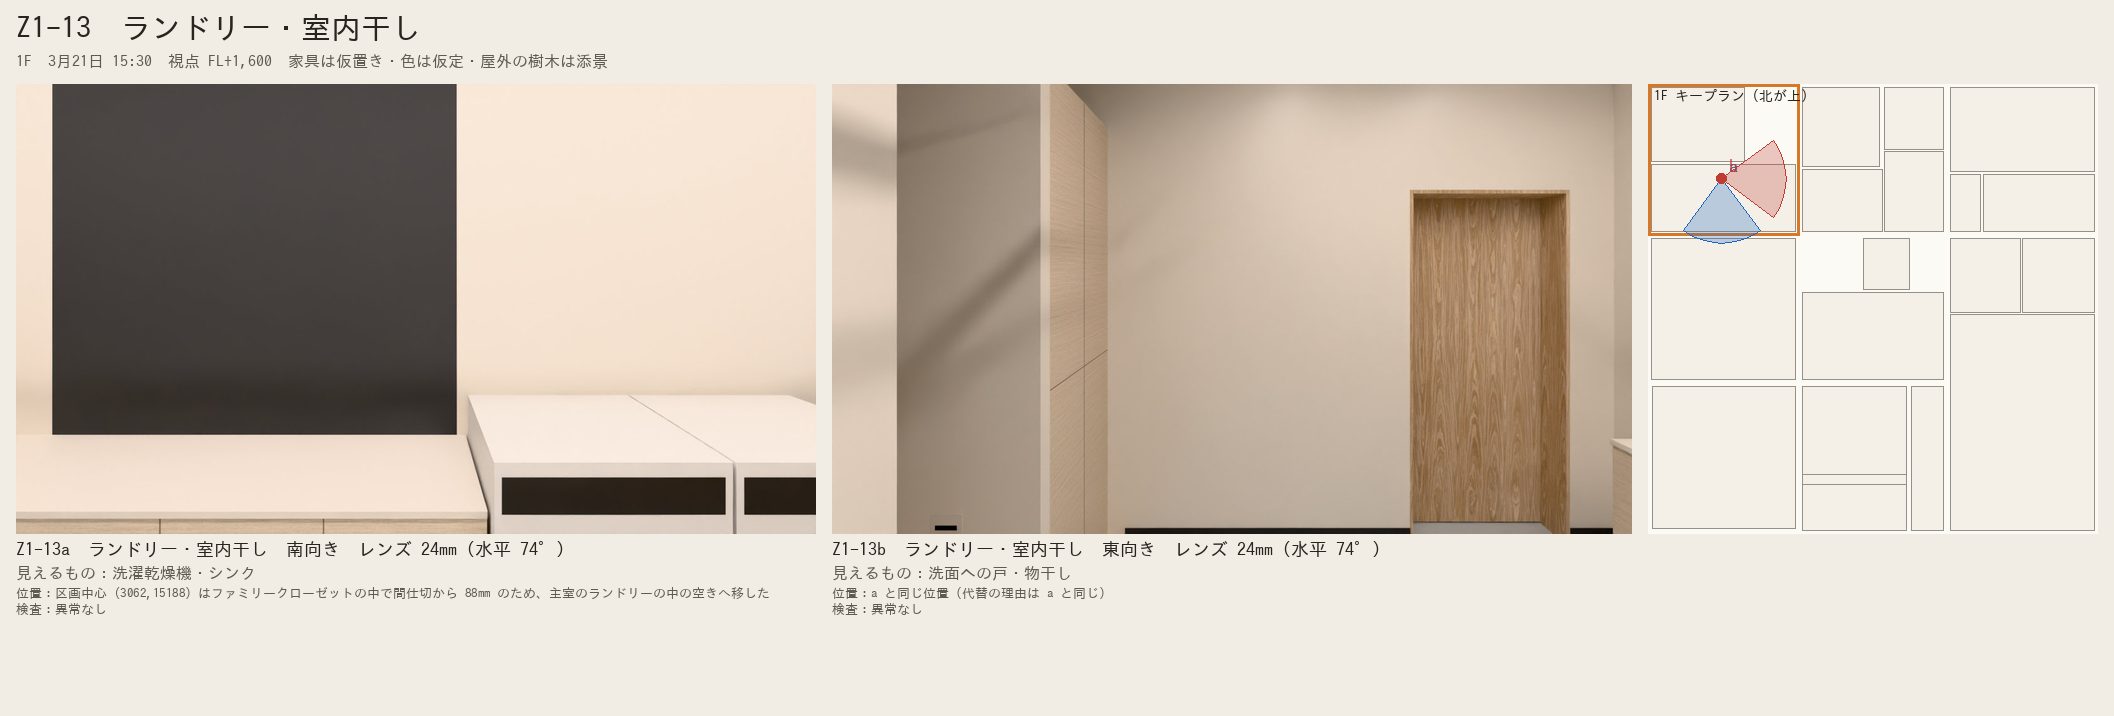 Z1-13 ランドリー・室内干し
1F 3月21日 15:30 視点 FL+1,600 家具は仮置き・色は仮定・屋外の樹木は添景
1F キープラン (北が上)
a
b
Z1-13a ランドリー・室内干し 南向き レンズ 24mm (水平 74°)
見えるもの：洗濯乾燥機・シンク
位置：区画中心 (3062,15188) はファミリークローゼットの中で間仕切から 88mm のため、主室のランドリーの中の空きへ移した
検査：異常なし
Z1-13b ランドリー・室内干し 東向き レンズ 24mm (水平 74°)
見えるもの：洗面への戸・物干し
位置：a と同じ位置 (代替の理由は a と同じ)
検査：異常なし